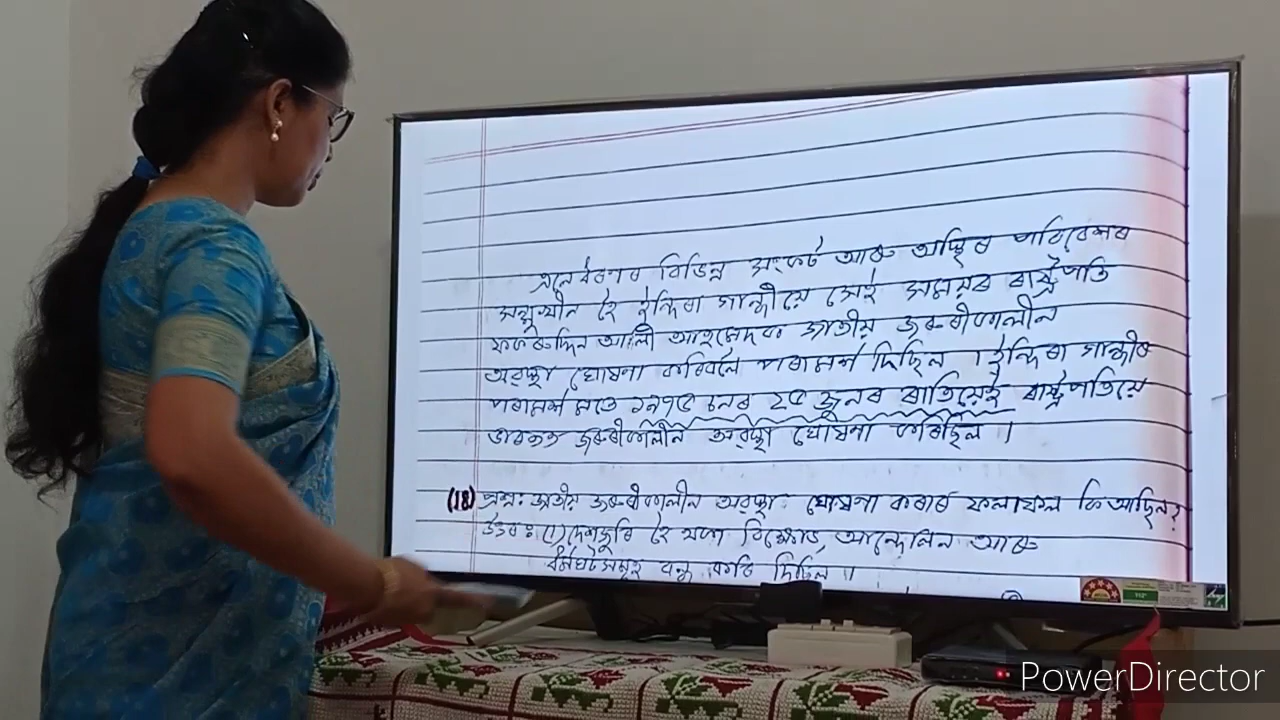 এনেধৰণৰ বিভিন্ন সংকট আৰু অস্থিৰ পৰিৱেশৰ
সন্মুখীন হৈ ইন্দিৰা গান্ধীয়ে সেই সময়ৰ ৰাষ্ট্ৰপতি
ফকৰুদ্দিন আলী আহমেদক জাতীয় জৰুৰীকালীন
অৱস্থা ঘোষণা কৰিবলৈ পৰামৰ্শ দিছিল । ইন্দিৰা গান্ধীৰ
পৰামৰ্শ মতে ১৯৭৫ চনৰ ২৫ জুনৰ ৰাতিয়েই ৰাষ্ট্ৰপতিয়ে
ভাৰতত জৰুৰীকালীন অৱস্থা ঘোষণা কৰিছিল ।
(18) প্ৰশ্ন: জাতীয় জৰুৰীকালীন অৱস্থা ঘোষণা কৰাৰ ফলাফল কি আছিল?
উত্তৰঃ (১) দেশজুৰি হৈ থকা বিক্ষোভ, আন্দোলন আৰু
ধৰ্মঘটসমূহ বন্ধ কৰি দিছিল ।
PowerDirector